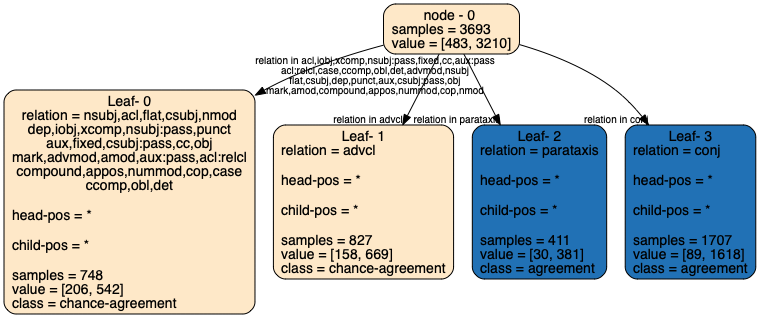 node - 0
samples = 3693
value = [483, 3210]
relation in acl,iobj,xcomp,nsubj:pass,fixed,cc,aux:pass
acl:relcl,case,ccomp,obl,det,advmod,nsubj
flat,csubj,dep,punct,aux,csubj:pass,obj
mark,amod,compound,appos,nummod,cop,nmod
relation in advcl
relation in parataxis
relation in conj
Leaf- 0
relation = nsubj,acl,flat,csubj,nmod
dep,iobj,xcomp,nsubj:pass,punct
aux,fixed,csubj:pass,cc,obj
mark,advmod,amod,aux:pass,acl:relcl
compound,appos,nummod,cop,case
ccomp,obl,det
head-pos = *
child-pos = *
samples = 748
value = [206, 542]
class = chance-agreement
Leaf- 1
relation = advcl
head-pos = *
child-pos = *
samples = 827
value = [158, 669]
class = chance-agreement
Leaf- 2
relation = parataxis
head-pos = *
child-pos = *
samples = 411
value = [30, 381]
class = agreement
Leaf- 3
relation = conj
head-pos = *
child-pos = *
samples = 1707
value = [89, 1618]
class = agreement